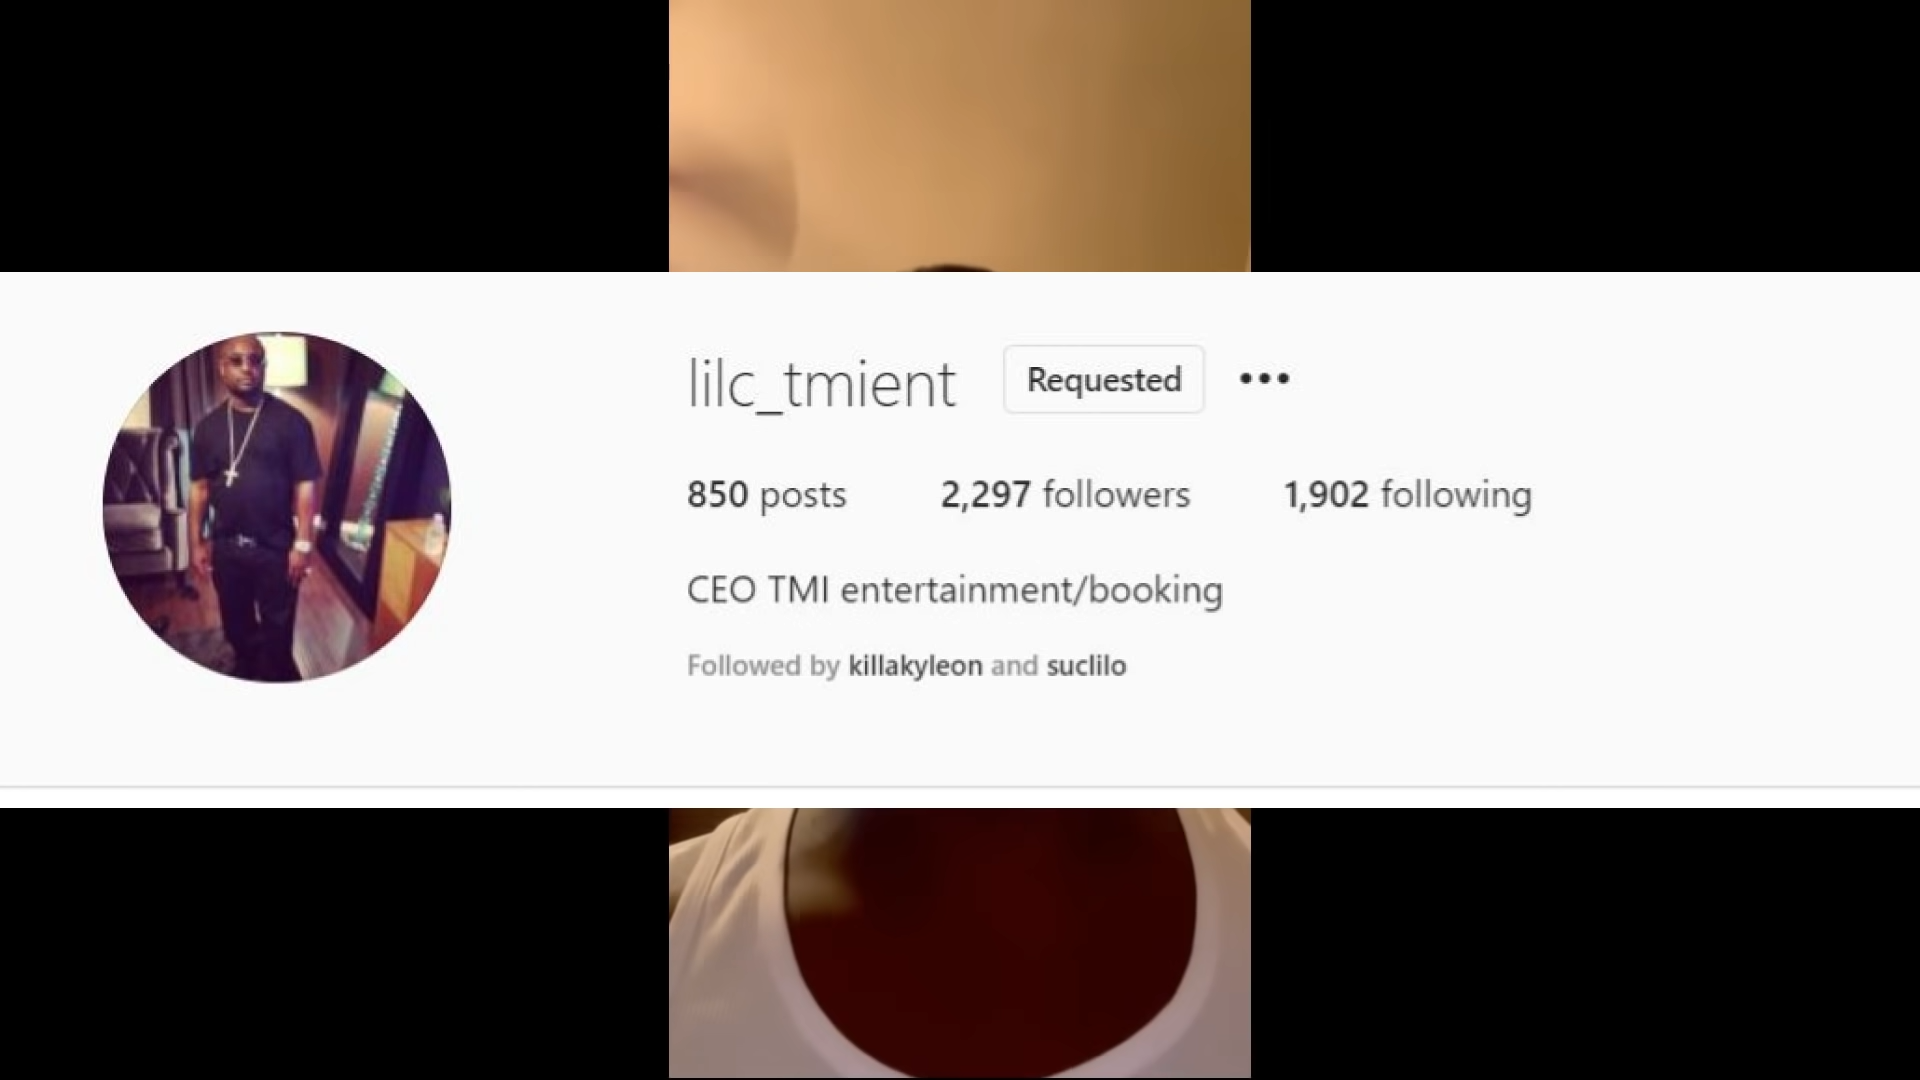 lilc_tmient Requested •••
850 posts 2,297 followers 1,902 following
CEO TMI entertainment/booking
Followed by killakyleon and suclilo